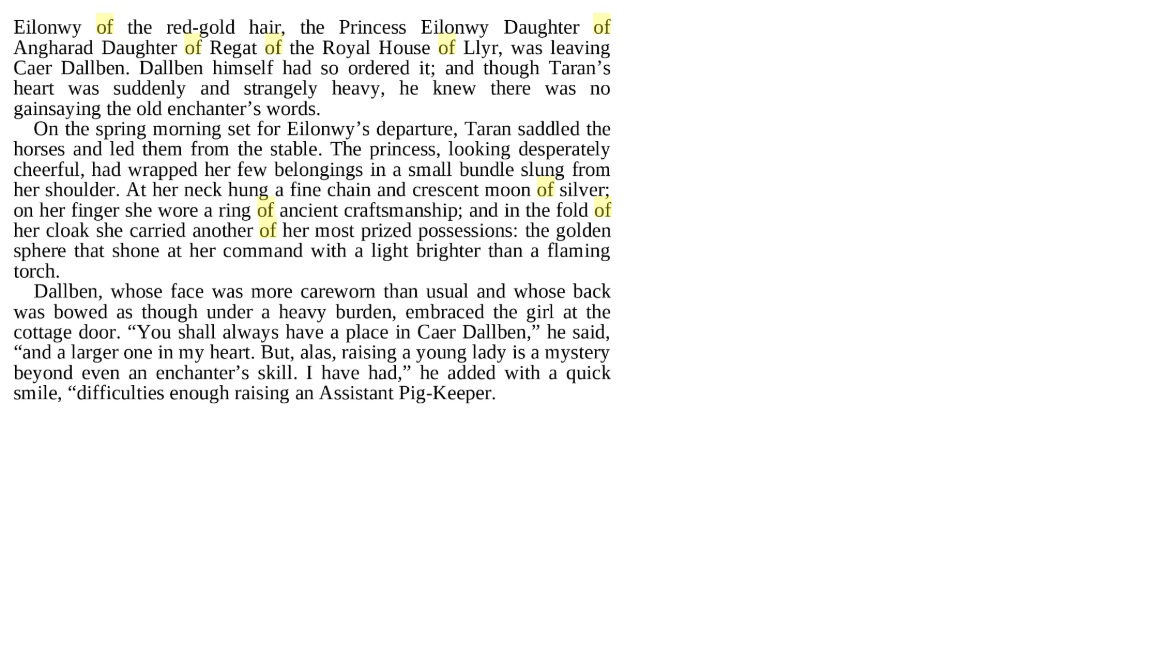 Eilonwy of the red-gold hair, the Princess Eilonwy Daughter of
Angharad Daughter of Regat of the Royal House of Llyr, was leaving
Caer Dallben. Dallben himself had so ordered it; and though Taran’s
heart was suddenly and strangely heavy, he knew there was no
gainsaying the old enchanter’s words.
On the spring morning set for Eilonwy’s departure, Taran saddled the
horses and led them from the stable. The princess, looking desperately
cheerful, had wrapped her few belongings in a small bundle slung from
her shoulder. At her neck hung a fine chain and crescent moon of silver;
on her finger she wore a ring of ancient craftsmanship; and in the fold of
her cloak she carried another of her most prized possessions: the golden
sphere that shone at her command with a light brighter than a flaming
torch.
Dallben, whose face was more careworn than usual and whose back
was bowed as though under a heavy burden, embraced the girl at the
cottage door. “You shall always have a place in Caer Dallben,” he said,
“and a larger one in my heart. But, alas, raising a young lady is a mystery
beyond even an enchanter’s skill. I have had,” he added with a quick
smile, “difficulties enough raising an Assistant Pig-Keeper.